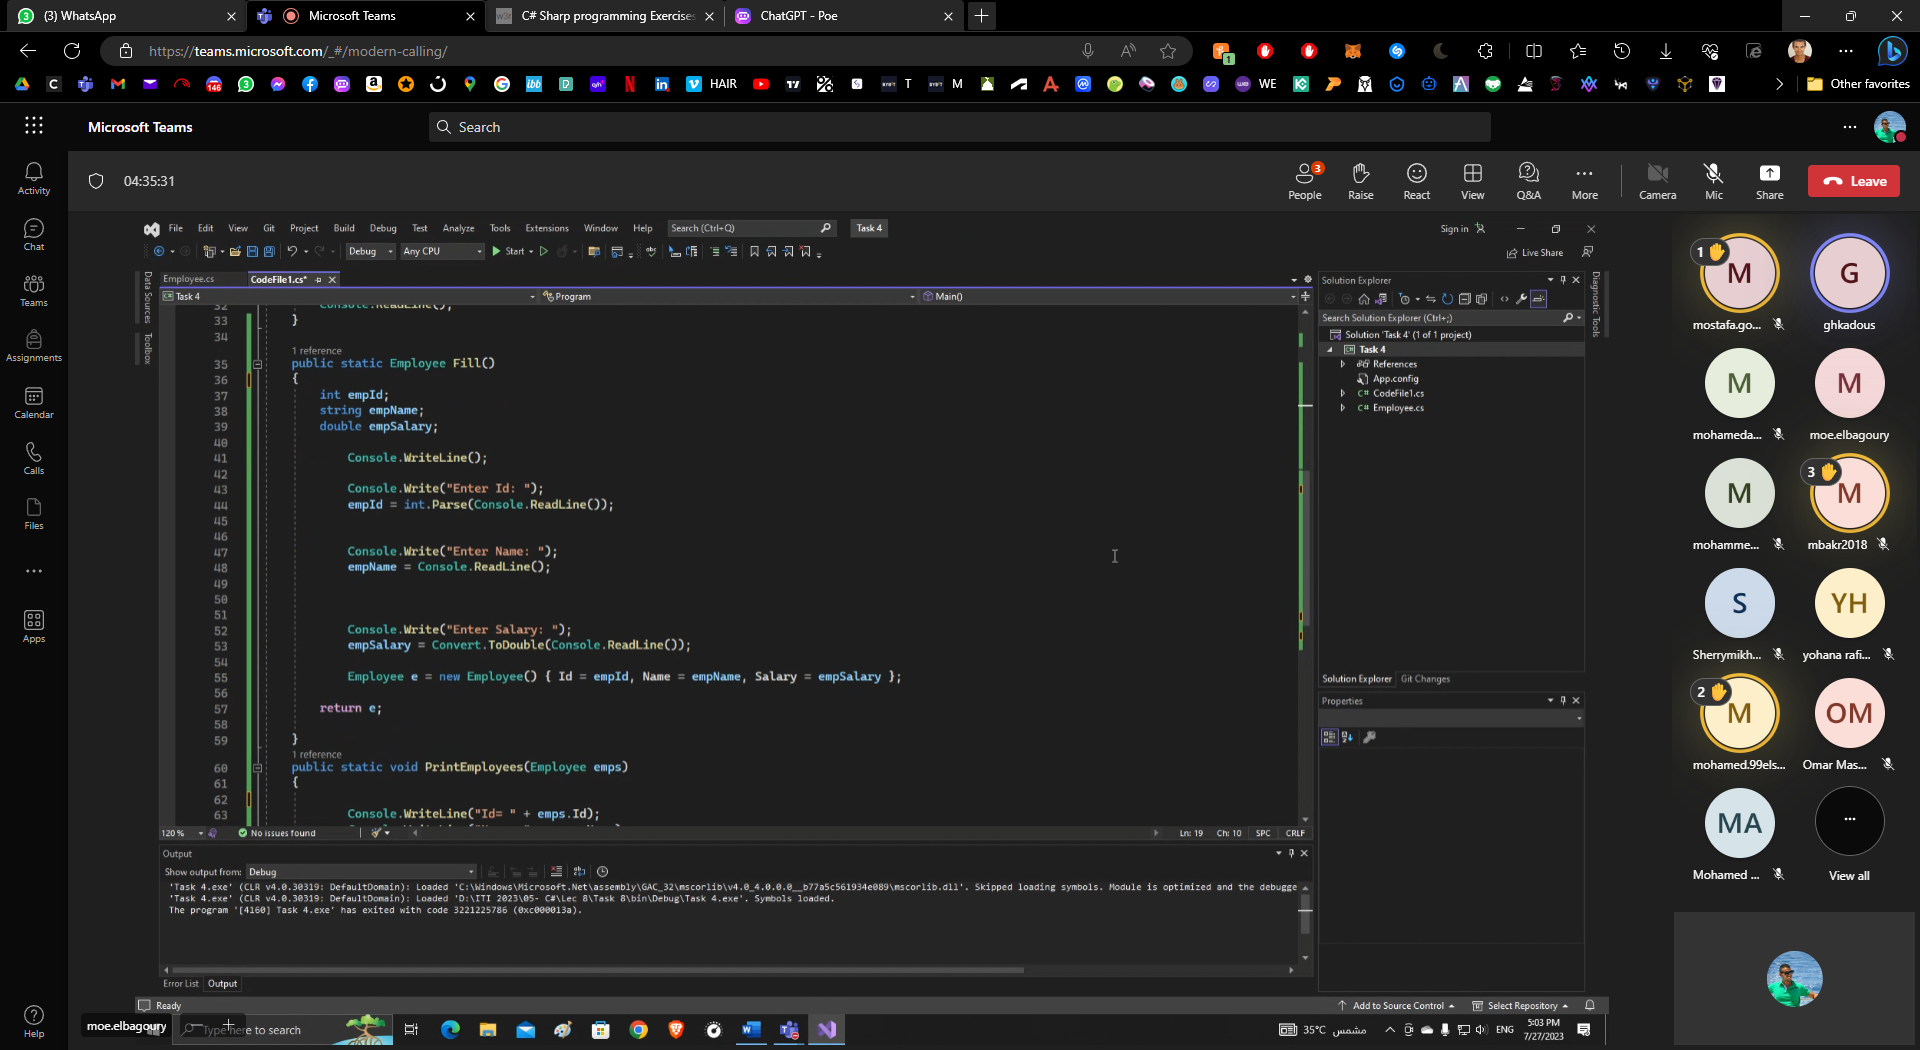 (3) WhatsApp
Microsoft Teams
C# Sharp programming Exercises
ChatGPT - Poe
https://teams.microsoft.com/_#/modern-calling/
1
146
HAIR
T
M
WE
Other favorites
Microsoft Teams
Search
Activity
Chat
Teams
Assignments
Calendar
Calls
Files
Apps
Help
04:35:31
3
People
Raise
React
View
Q&A
More
Camera
Mic
Share
Leave
File Edit View Git Project Build Debug Test Analyze Tools Extensions Window Help Search (Ctrl+Q) Task 4
Sign in
Debug Any CPU Start
Live Share
Data Sources
Toolbox
Employee.cs CodeFile1.cs*
Task 4 Program Main()
32 Console.ReadLine();
33 }
34
1 reference
35 public static Employee Fill()
36 {
37 int empId;
38 string empName;
39 double empSalary;
40
41 Console.WriteLine();
42
43 Console.Write("Enter Id: ");
44 empId = int.Parse(Console.ReadLine());
45
46
47 Console.Write("Enter Name: ");
48 empName = Console.ReadLine();
49
50
51
52 Console.Write("Enter Salary: ");
53 empSalary = Convert.ToDouble(Console.ReadLine());
54
55 Employee e = new Employee() { Id = empId, Name = empName, Salary = empSalary };
56
57 return e;
58
59 }
1 reference
60 public static void PrintEmployees(Employee emps)
61 {
62
63 Console.WriteLine("Id= " + emps.Id);
120 % No issues found Ln: 19 Ch: 10 SPC CRLF
Output
Show output from: Debug
'Task 4.exe' (CLR v4.0.30319: DefaultDomain): Loaded 'C:\Windows\Microsoft.Net\assembly\GAC_32\mscorlib\v4.0_4.0.0.0__b77a5c561934e089\mscorlib.dll'. Skipped loading symbols. Module is optimized and the debugge
'Task 4.exe' (CLR v4.0.30319: DefaultDomain): Loaded 'D:\ITI 2023\05- C#\Lec 8\Task 8\bin\Debug\Task 4.exe'. Symbols loaded.
The program '[4160] Task 4.exe' has exited with code 3221225786 (0xc000013a).
Error List Output
Ready
Add to Source Control Select Repository
Solution Explorer
Search Solution Explorer (Ctrl+;)
Solution 'Task 4' (1 of 1 project)
Task 4
References
App.config
CodeFile1.cs
Employee.cs
Solution Explorer Git Changes
Properties
Diagnostic Tools
moe.elbagoury
Type here to search
35°C مشمس
ENG
5:03 PM
7/27/2023
1
M
mostafa.go...
G
ghkadous
M
mohameda...
M
moe.elbagoury
M
mohamme...
3
M
mbakr2018
S
Sherrymikh...
YH
yohana rafi...
2
M
mohamed.99els...
OM
Omar Mas...
MA
Mohamed ...
View all